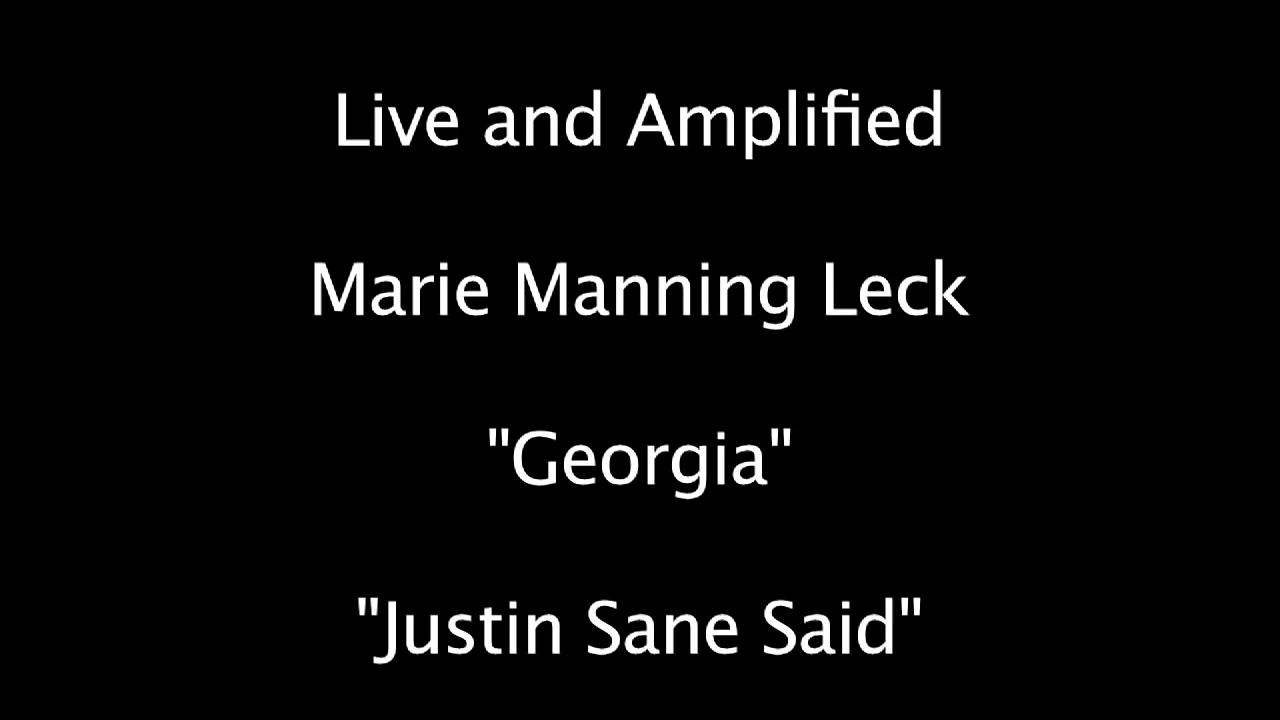 Live and Amplified
Marie Manning Leck
"Georgia"
"Justin Sane Said"